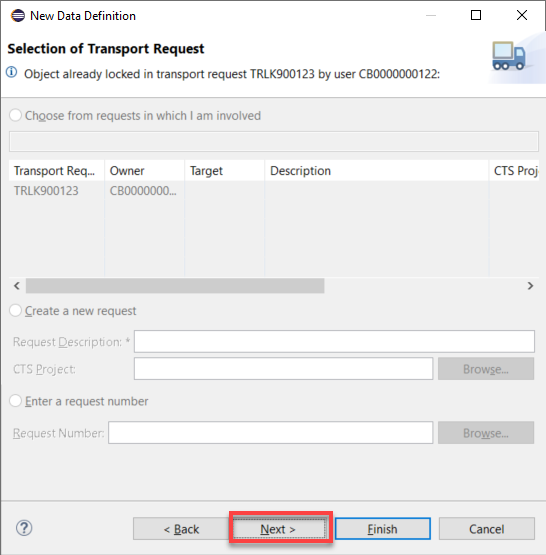 New Data Definition
Selection of Transport Request
Object already locked in transport request TRLK900123 by user CB0000000122:
Choose from requests in which I am involved
Transport Req... Owner Target Description CTS Proj
TRLK900123 CB0000000...
Create a new request
Request Description: *
CTS Project: Browse...
Enter a request number
Request Number: Browse...
? < Back Next > Finish Cancel